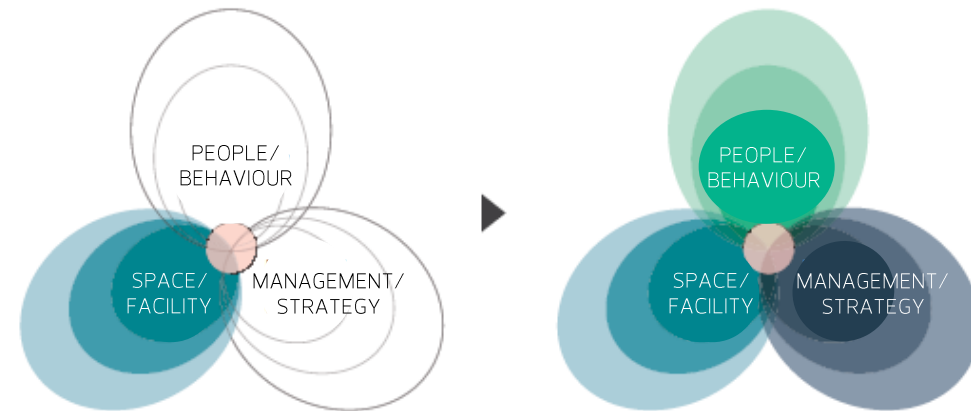 PEOPLE/
BEHAVIOUR
SPACE/
FACILITY
MANAGEMENT/
STRATEGY
PEOPLE/
BEHAVIOUR
SPACE/
FACILITY
MANAGEMENT/
STRATEGY